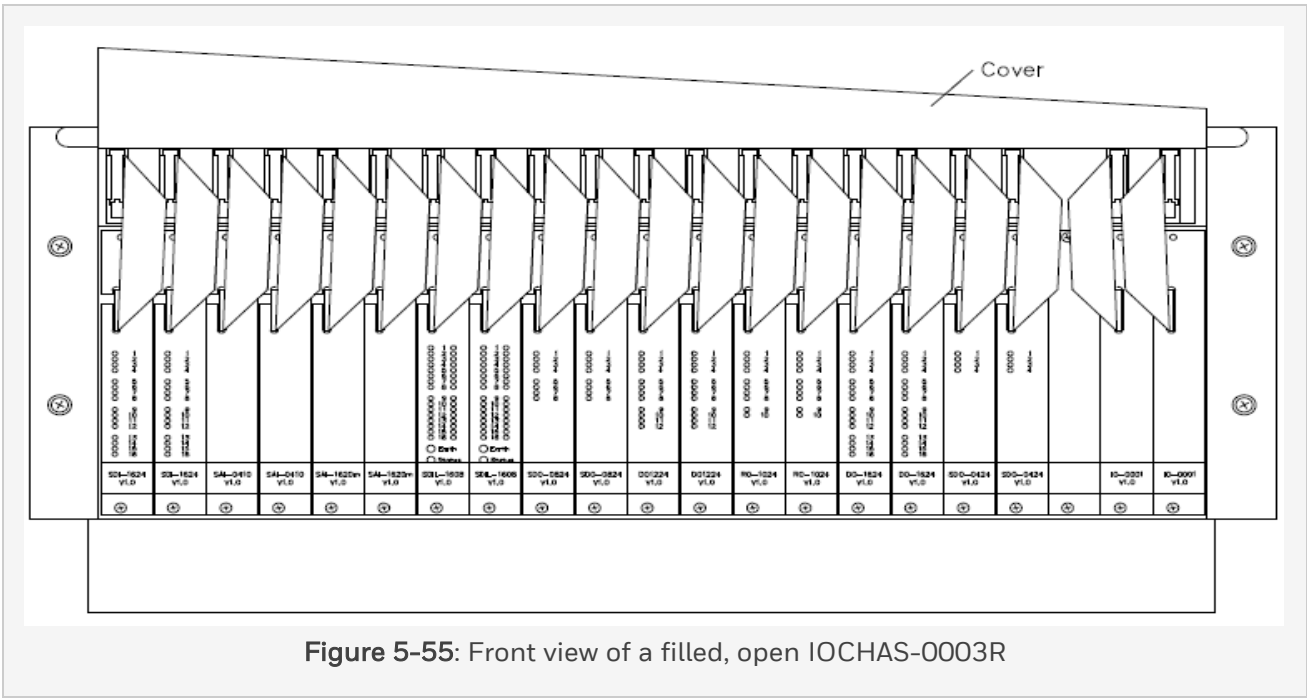 Cover
Earth Earth
Status Status
SDI-1624 SDI-1624 SAI-0410 SAI-0410 SAI-1620m SAI-1620m SDIL-1608 SDIL-1608 SDO-0824 SDO-0824 DO1224 DO1224 RO-1024 RO-1024 DO-1624 DO-1624 SDO-0424 SDO-0424 IO-0001 IO-0001
v1.0 v1.0 v1.0 v1.0 v1.0 v1.0 v1.0 v1.0 v1.0 v1.0 v1.0 v1.0 v1.0 v1.0 v1.0 v1.0 v1.0 v1.0 v1.0 v1.0
Figure 5-55: Front view of a filled, open IOCHAS-0003R